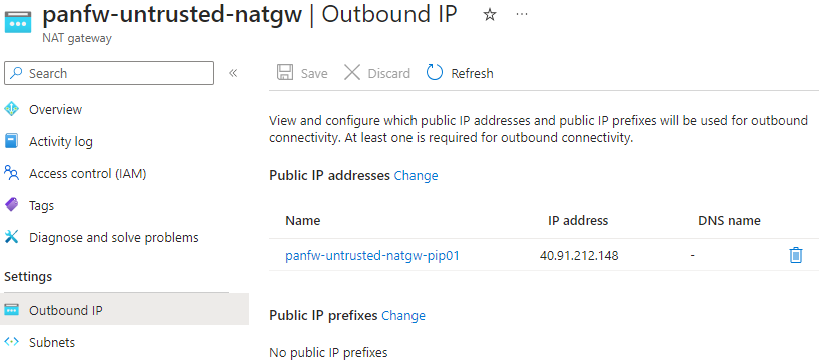 panfw-untrusted-natgw | Outbound IP
NAT gateway
Search
Overview
Activity log
Access control (IAM)
Tags
Diagnose and solve problems
Settings
Outbound IP
Subnets
Save Discard Refresh
View and configure which public IP addresses and public IP prefixes will be used for outbound
connectivity. At least one is required for outbound connectivity.
Public IP addresses Change
Name IP address DNS name
panfw-untrusted-natgw-pip01 40.91.212.148 -
Public IP prefixes Change
No public IP prefixes